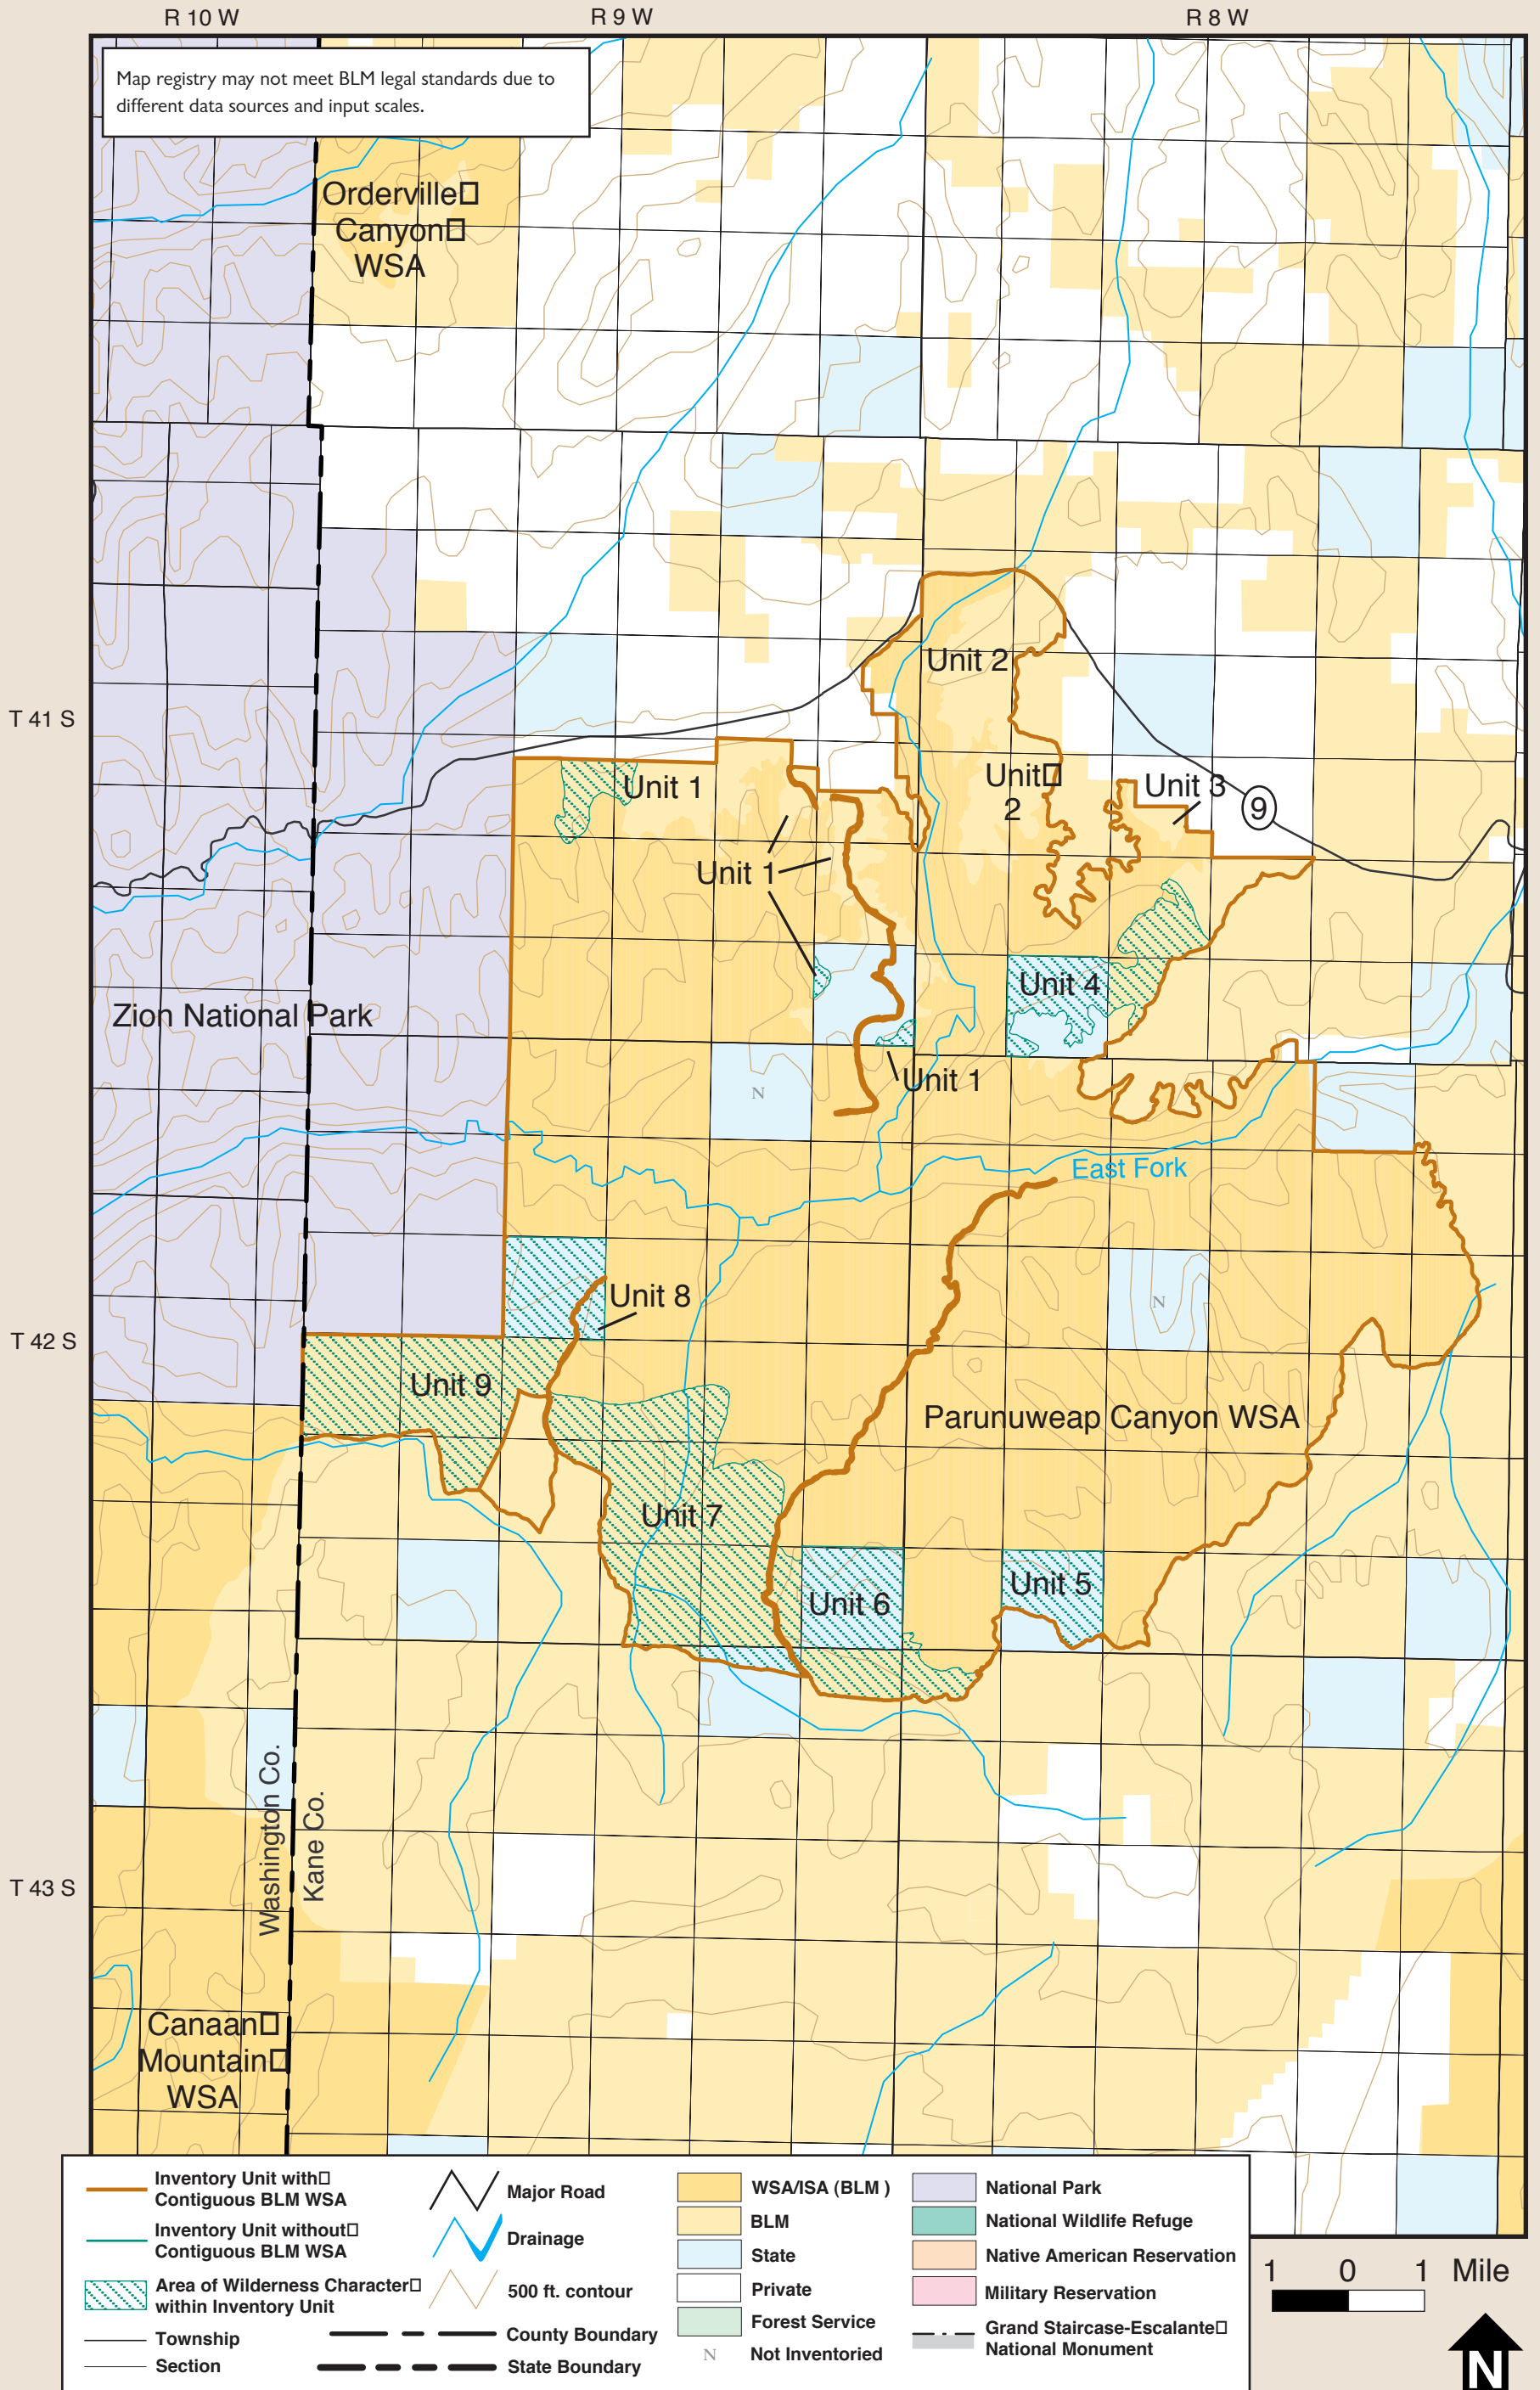 R 10 W
R 9 W
R 8 W
Map registry may not meet BLM legal standards due to
different data sources and input scales.
Orderville
Canyon
WSA
T 41 S
Unit 2
Unit
2
Unit 1
Unit 3
9
Unit 1
Unit 4
Zion National Park
Unit 1
N
East Fork
Unit 8
N
T 42 S
Unit 9
Parunuweap Canyon WSA
Unit 7
Unit 5
Unit 6
Washington Co.
Kane Co.
T 43 S
Canaan
Mountain
WSA
Inventory Unit with
Contiguous BLM WSA
Inventory Unit without
Contiguous BLM WSA
Area of Wilderness Character
within Inventory Unit
Township
Section
Major Road
Drainage
500 ft. contour
County Boundary
State Boundary
WSA/ISA (BLM )
BLM
State
Private
Forest Service
N Not Inventoried
National Park
National Wildlife Refuge
Native American Reservation
Military Reservation
Grand Staircase-Escalante
National Monument
1 0 1 Mile
N